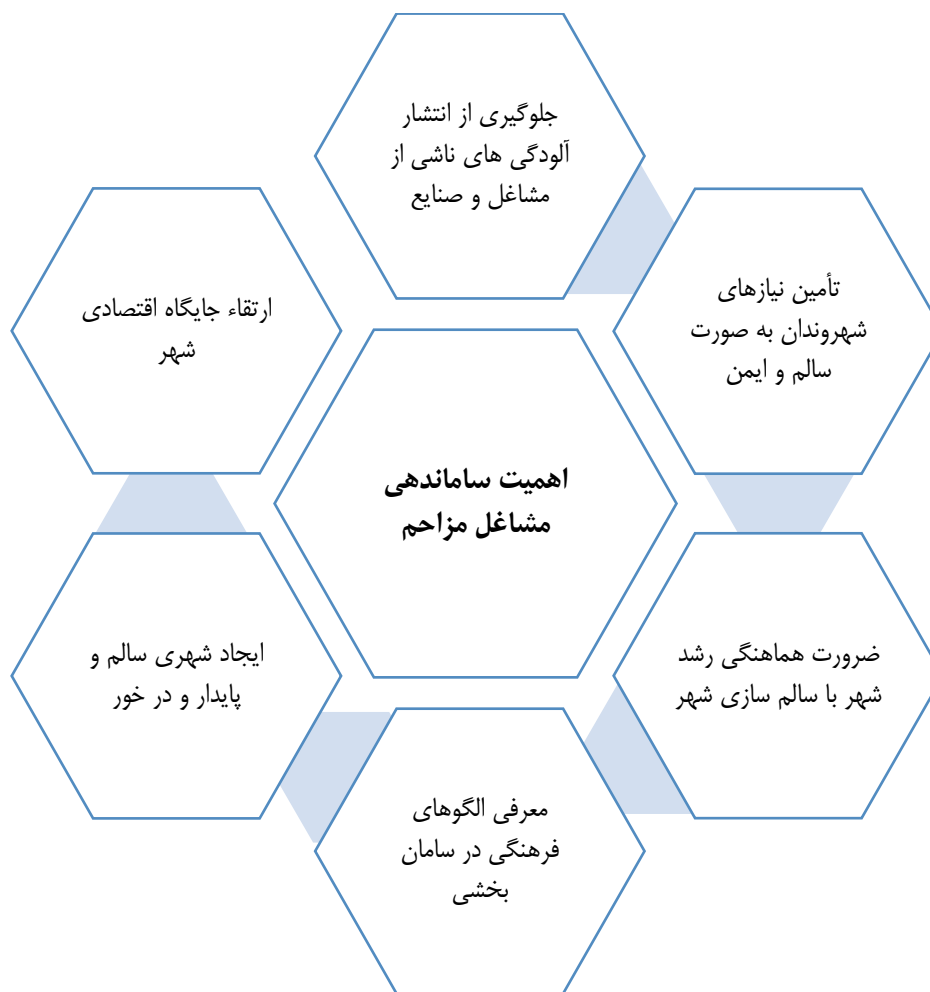 جلوگیری از انتشار
آلودگی های ناشی از
مشاغل و صنایع
تأمین نیازهای
شهروندان به صورت
سالم و ایمن
ضرورت هماهنگی رشد
شهر با سالم سازی شهر
معرفی الگوهای
فرهنگی در سامان
بخشی
ایجاد شهری سالم و
پایدار و در خور
ارتقاء جایگاه اقتصادی
شهر
اهمیت ساماندهی
مشاغل مزاحم